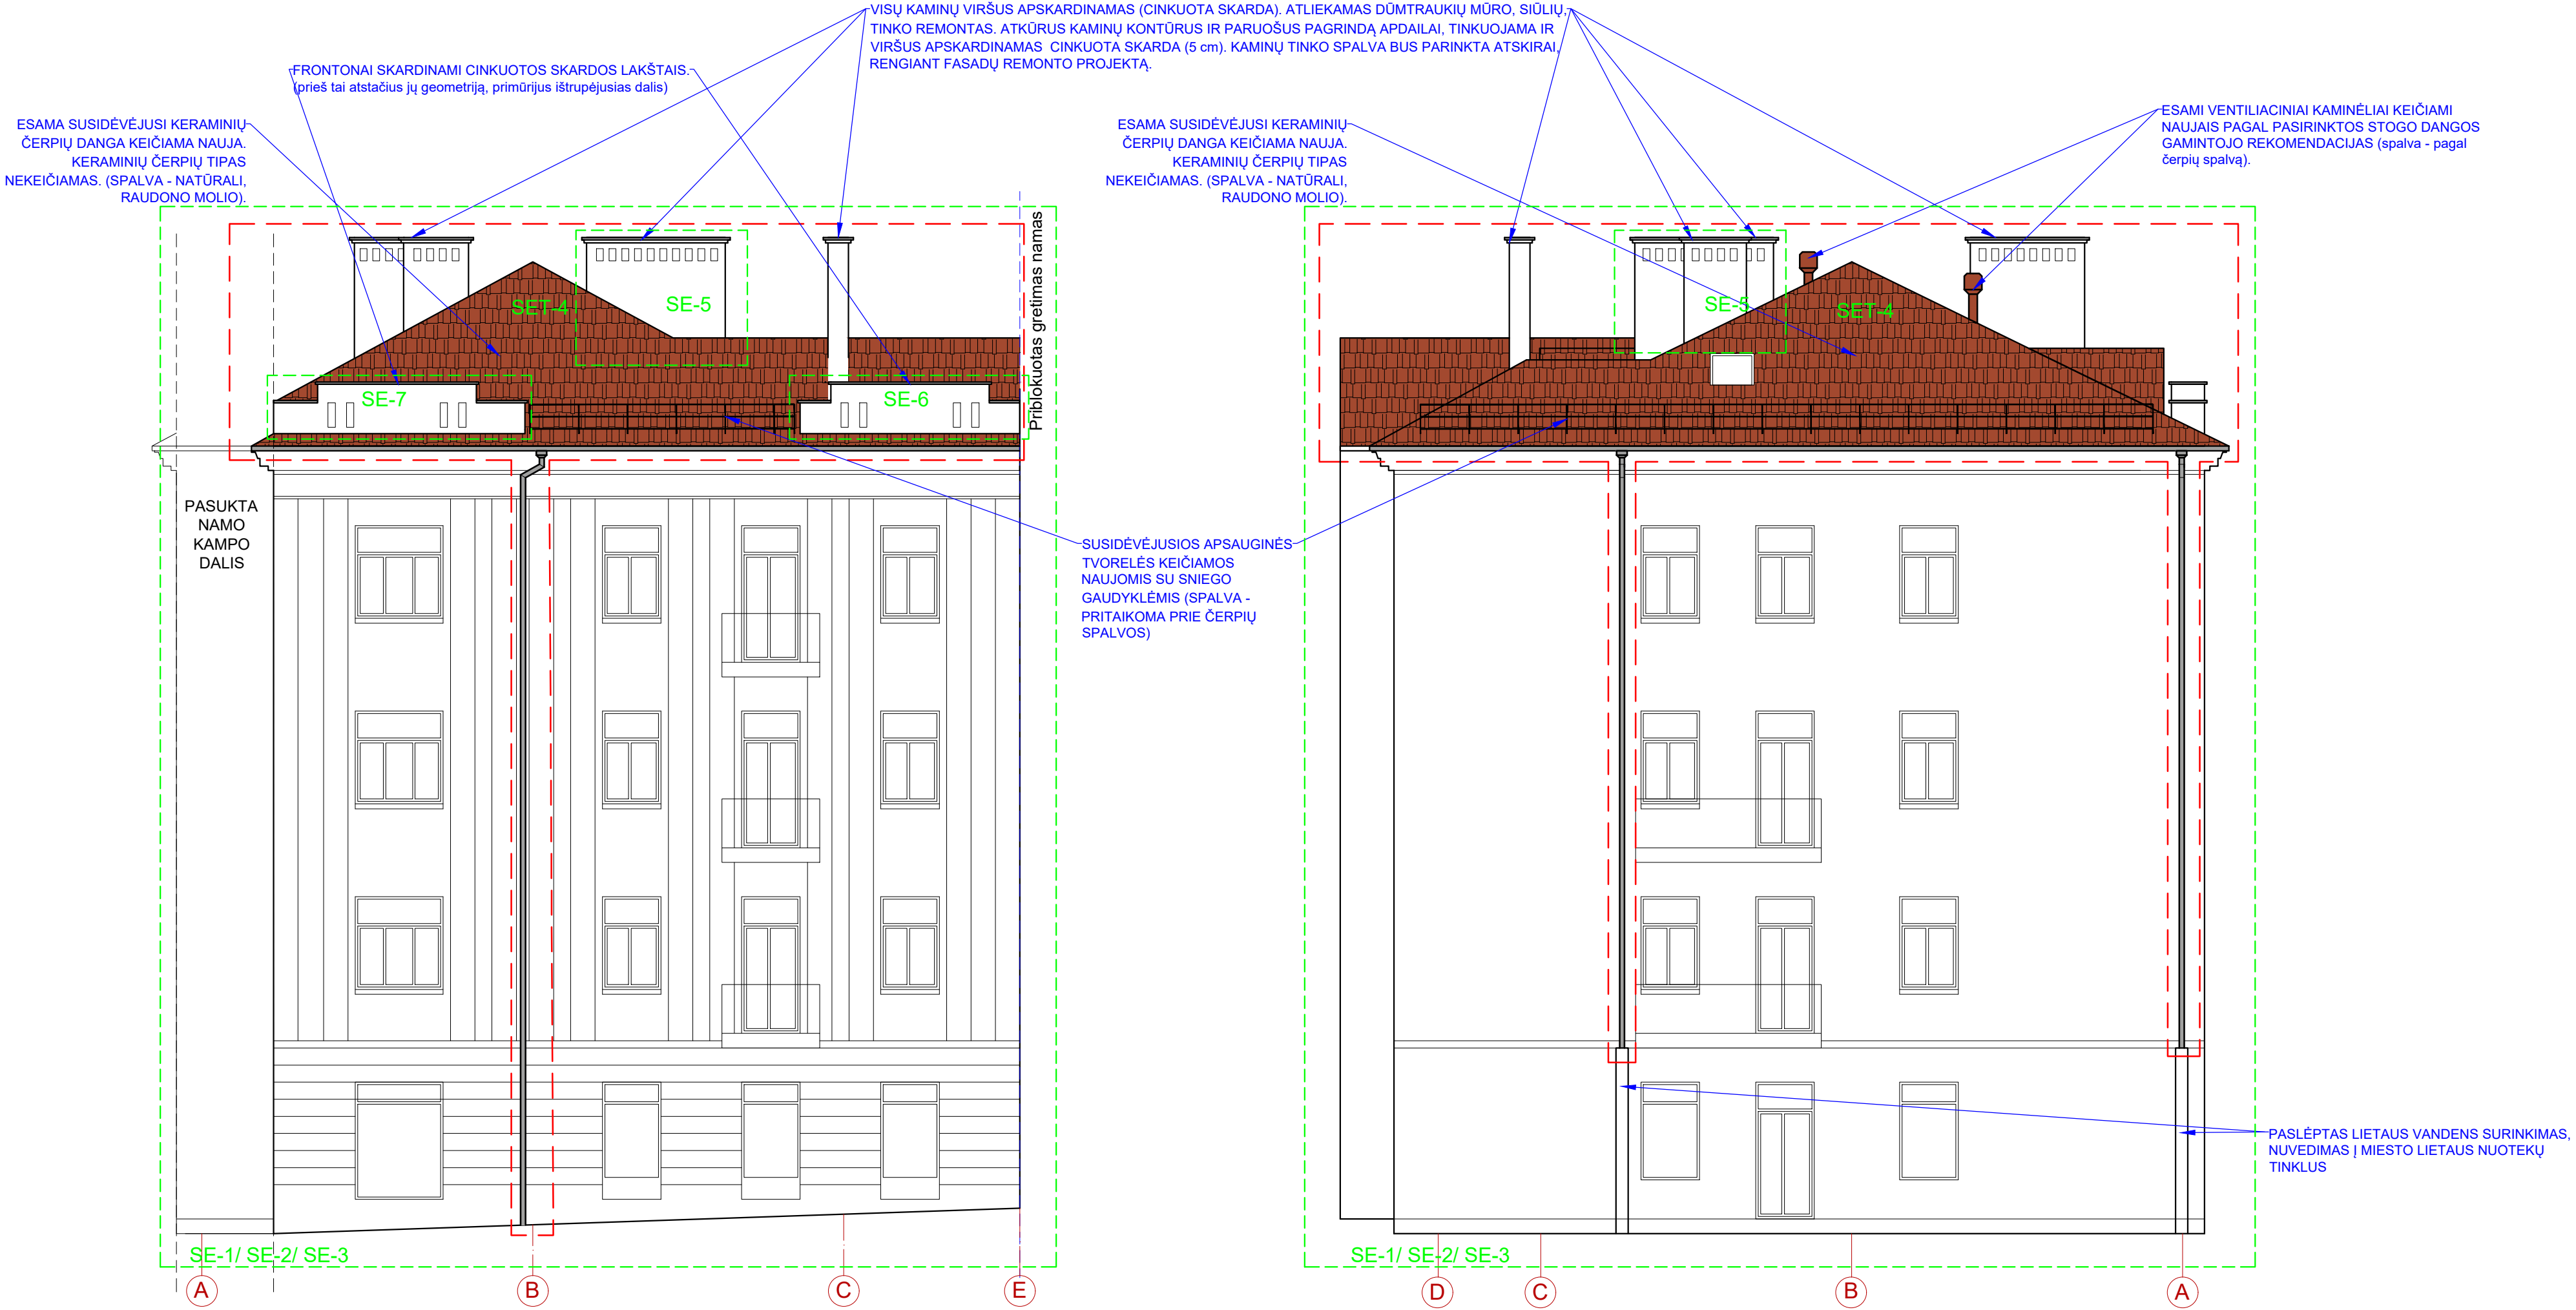 VISŲ KAMINŲ VIRŠUS APSKARDINAMAS (CINKUOTA SKARDA). ATLIEKAMAS DŪMTRAUKIŲ MŪRO, SIŪLIŲ,
TINKO REMONTAS. ATKŪRUS KAMINŲ KONTŪRUS IR PARUOŠUS PAGRINDĄ APDAILAI, TINKUOJAMA IR
VIRŠUS APSKARDINAMAS CINKUOTA SKARDA (5 cm). KAMINŲ TINKO SPALVA BUS PARINKTA ATSKIRAI,
RENGIANT FASADŲ REMONTO PROJEKTĄ.
FRONTONAI SKARDINAMI CINKUOTOS SKARDOS LAKŠTAIS.
(prieš tai atstačius jų geometriją, primūrijus ištrupėjusias dalis)
ESAMA SUSIDĖVĖJUSI KERAMINIŲ
ČERPIŲ DANGA KEIČIAMA NAUJA.
KERAMINIŲ ČERPIŲ TIPAS
NEKEIČIAMAS. (SPALVA - NATŪRALI,
RAUDONO MOLIO).
ESAMA SUSIDĖVĖJUSI KERAMINIŲ
ČERPIŲ DANGA KEIČIAMA NAUJA.
KERAMINIŲ ČERPIŲ TIPAS
NEKEIČIAMAS. (SPALVA - NATŪRALI,
RAUDONO MOLIO).
ESAMI VENTILIACINIAI KAMINĖLIAI KEIČIAMI
NAUJAIS PAGAL PASIRINKTOS STOGO DANGOS
GAMINTOJO REKOMENDACIJAS (spalva - pagal
čerpių spalvą).
SET-4
SE-5
SE-7
SE-6
Priblokuotas gretimas namas
SE-5
SET-4
PASUKTA
NAMO
KAMPO
DALIS
SUSIDĖVĖJUSIOS APSAUGINĖS
TVORELĖS KEIČIAMOS
NAUJOMIS SU SNIEGO
GAUDYKLĖMIS (SPALVA -
PRITAIKOMA PRIE ČERPIŲ
SPALVOS)
PASLĖPTAS LIETAUS VANDENS SURINKIMAS,
NUVEDIMAS Į MIESTO LIETAUS NUOTEKŲ
TINKLUS
SE-1/ SE-2/ SE-3
SE-1/ SE-2/ SE-3
A
B
C
E
D
C
B
A